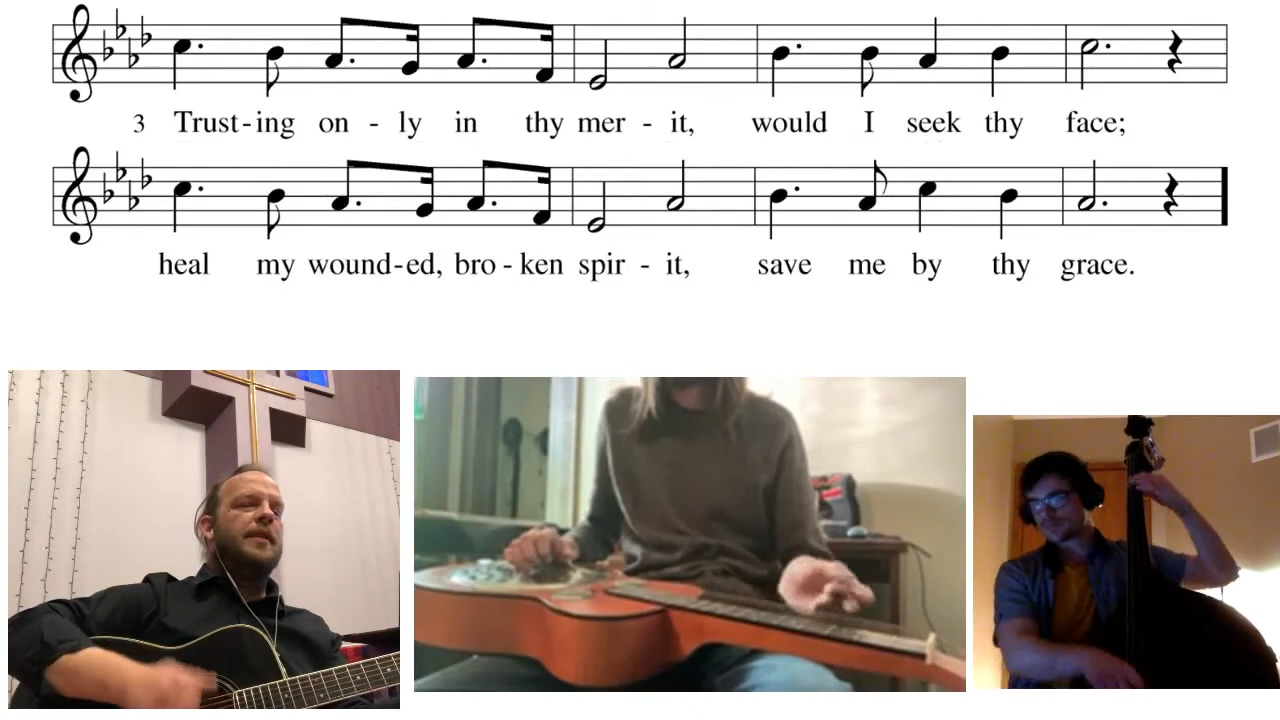 3 Trust-ing on - ly in thy mer - it, would I seek thy face;
heal my wound-ed, bro - ken spir - it, save me by thy grace.